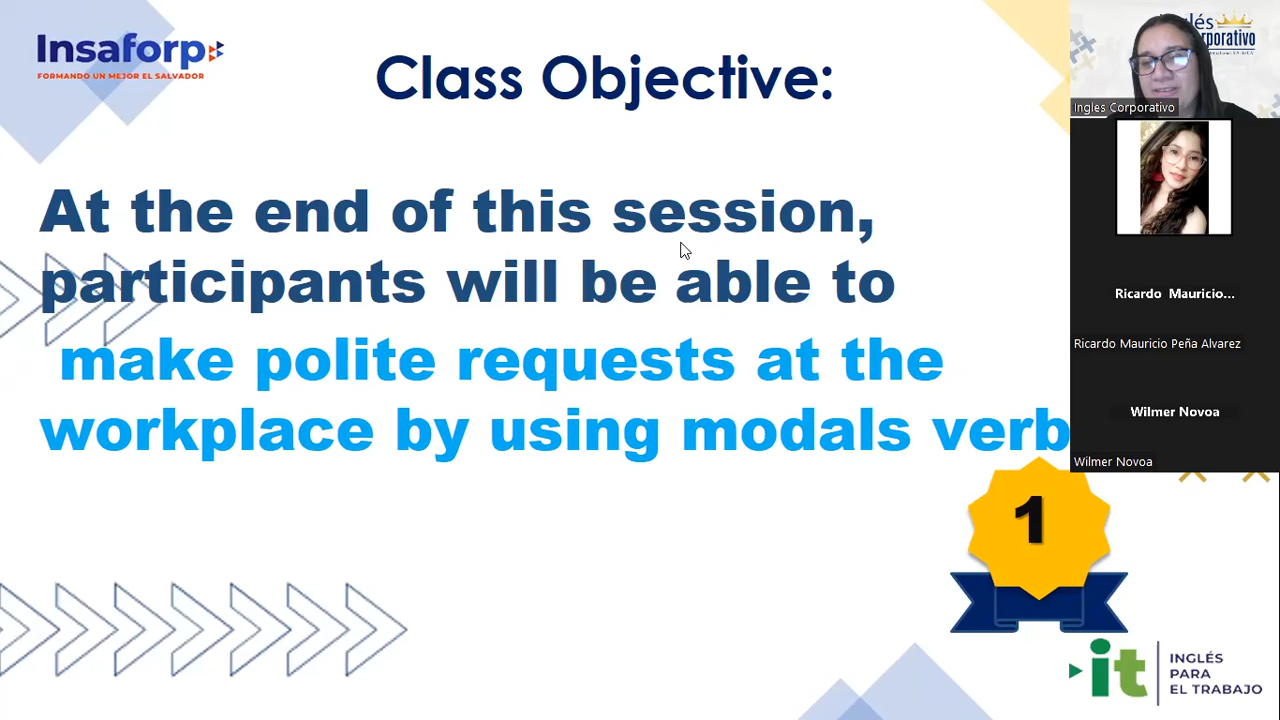 Insaforp
FORMANDO UN MEJOR EL SALVADOR
Class Objective:
At the end of this session,
participants will be able to
make polite requests at the
workplace by using modals verb
1
it
INGLÉS
PARA
EL TRABAJO
Ingles Corporativo
Ricardo Mauricio...
Ricardo Mauricio Peña Alvarez
Wilmer Novoa
Wilmer Novoa